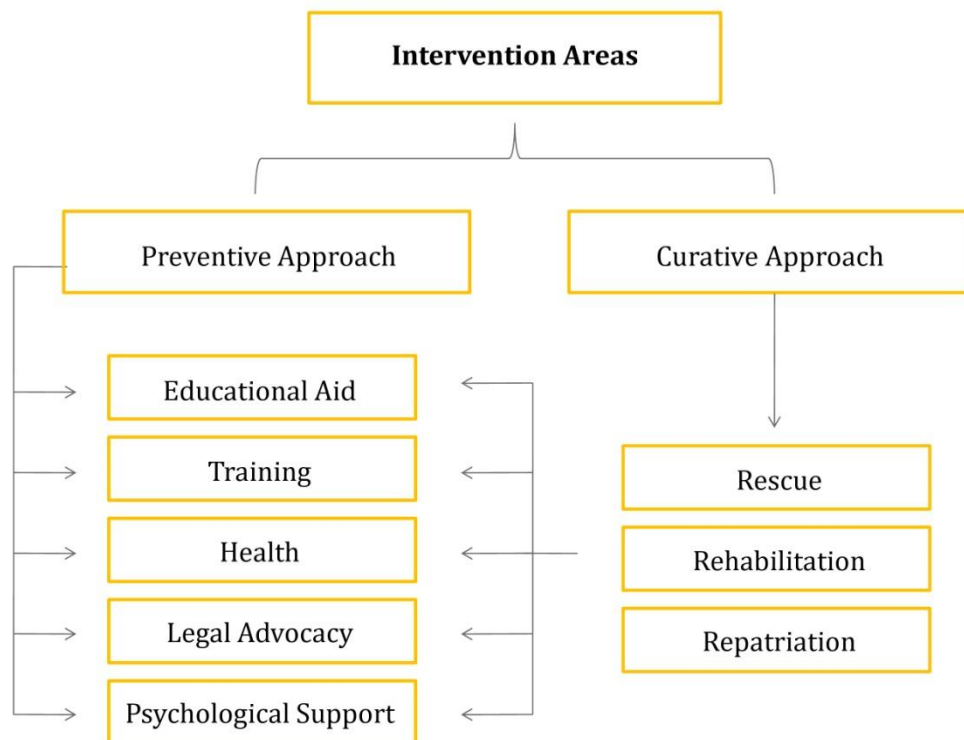 Intervention Areas
Preventive Approach
Curative Approach
Educational Aid
Training
Health
Legal Advocacy
Psychological Support
Rescue
Rehabilitation
Repatriation